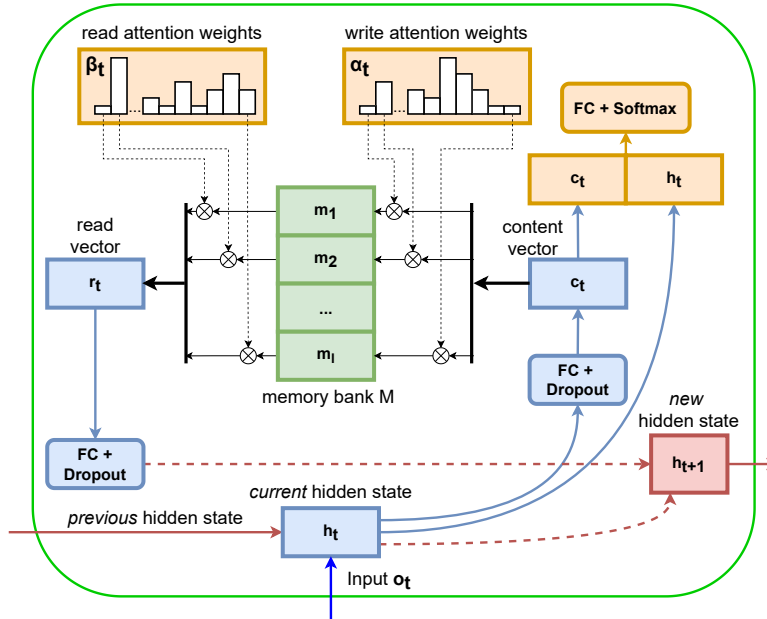 read attention weights
write attention weights
βt
...
αt
...
FC + Softmax
ct
ht
m1
m2
...
ml
memory bank M
read
vector
rt
content
vector
ct
FC +
Dropout
FC +
Dropout
new
hidden state
ht+1
current hidden state
previous hidden state
ht
Input ot